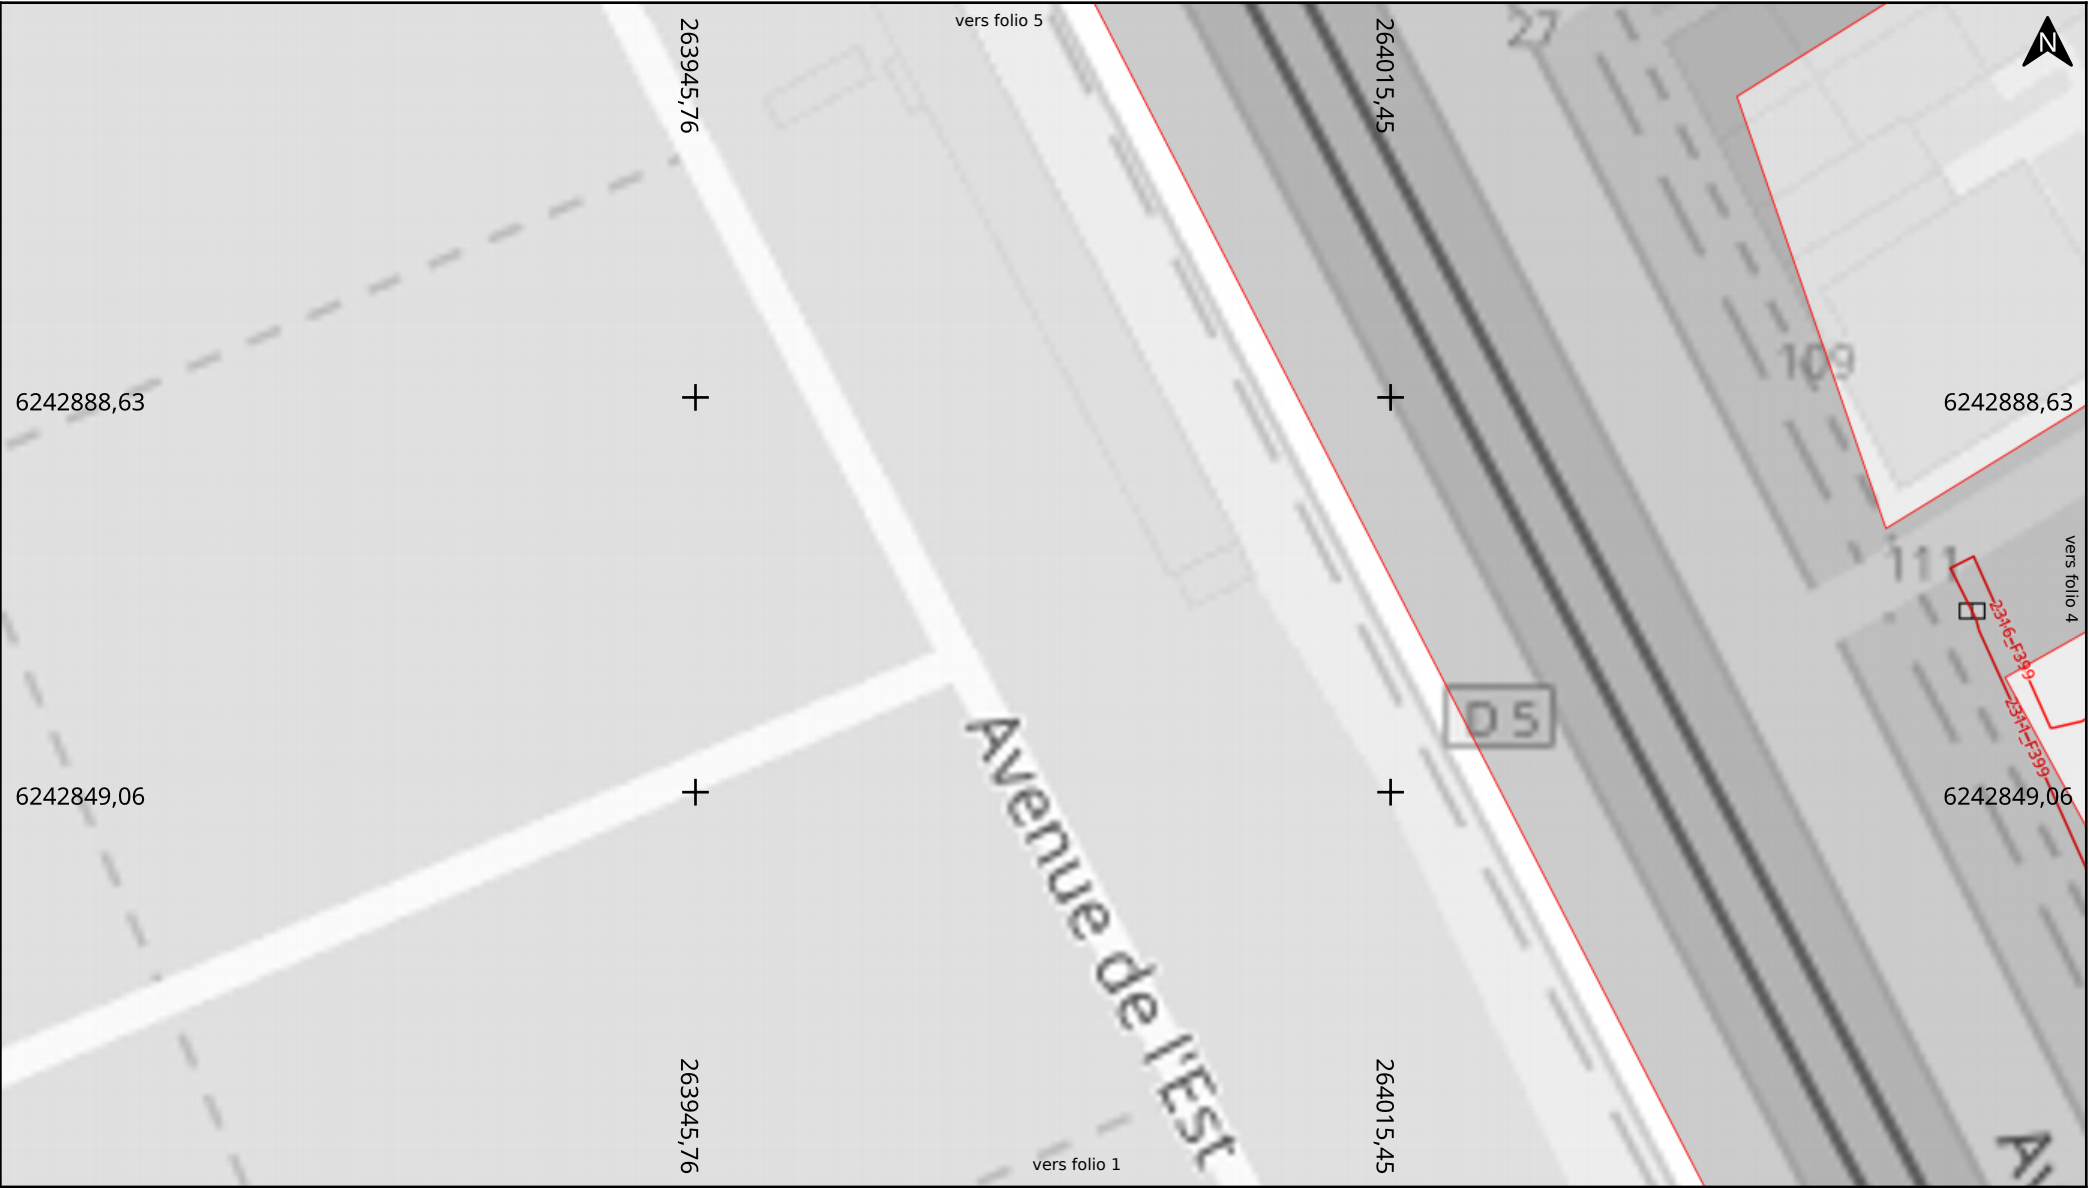 vers folio 5
263945,76
264015,45
27
N
109
6242888,63
6242888,63
111
vers folio 4
2316_F399
D 5
2311_F399
6242849,06
6242849,06
Avenue de l'Est
263945,76
264015,45
vers folio 1
Av